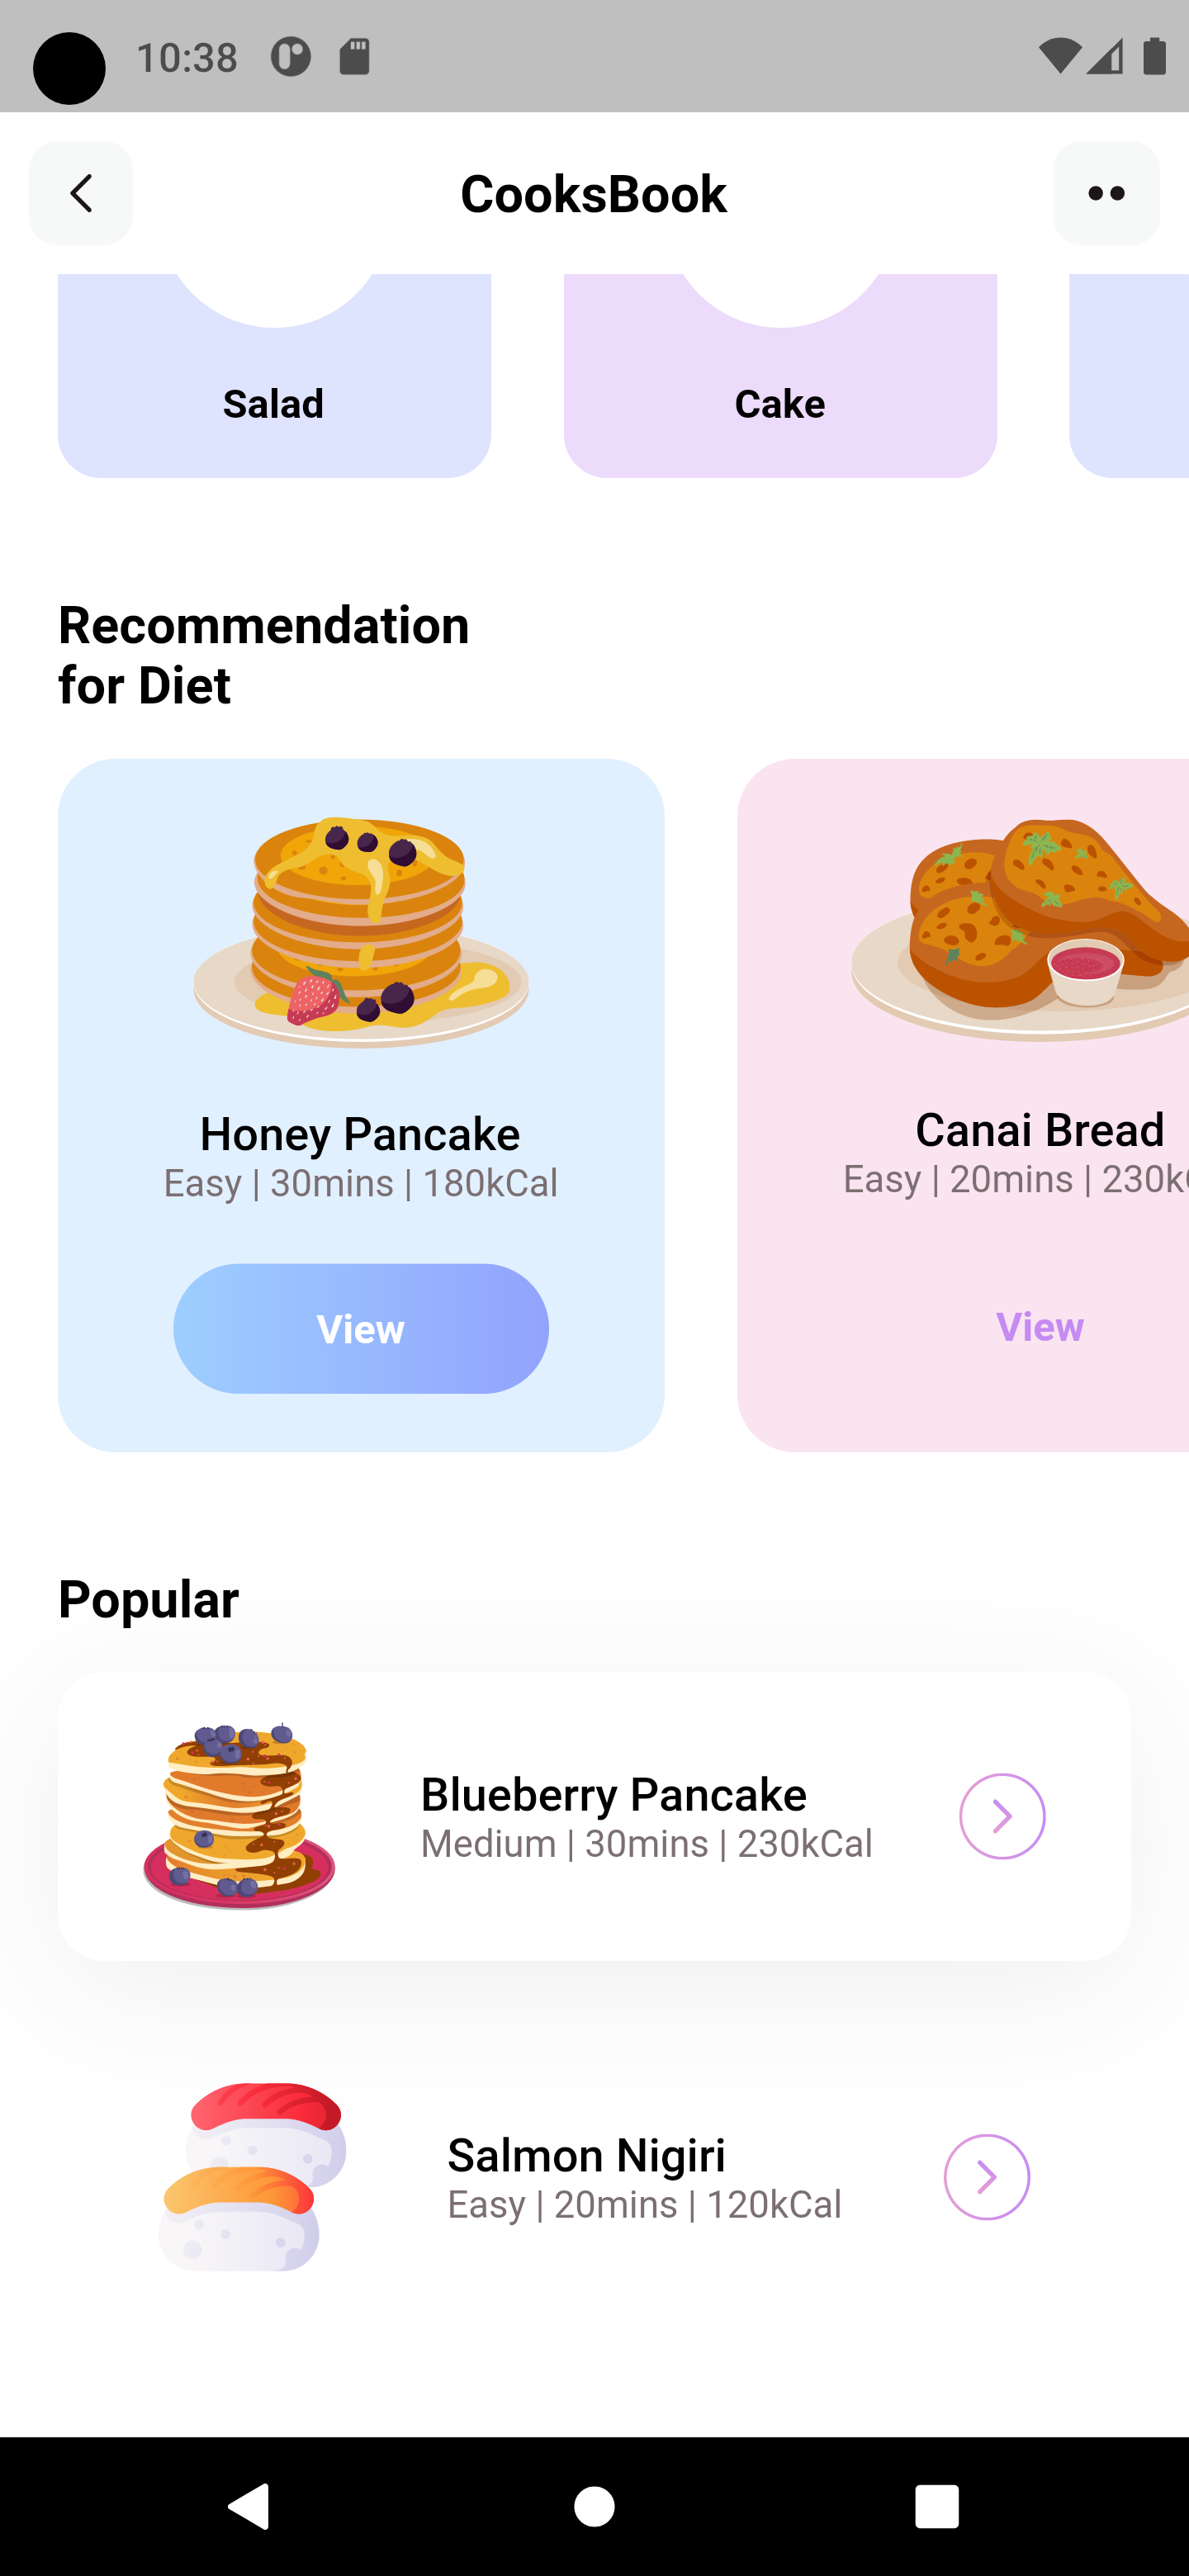 10:38
CooksBook
Salad
Cake
Recommendation
for Diet
Honey Pancake
Easy | 30mins | 180kCal
View
Canai Bread
Easy | 20mins | 230k
View
Popular
Blueberry Pancake
Medium | 30mins | 230kCal
Salmon Nigiri
Easy | 20mins | 120kCal